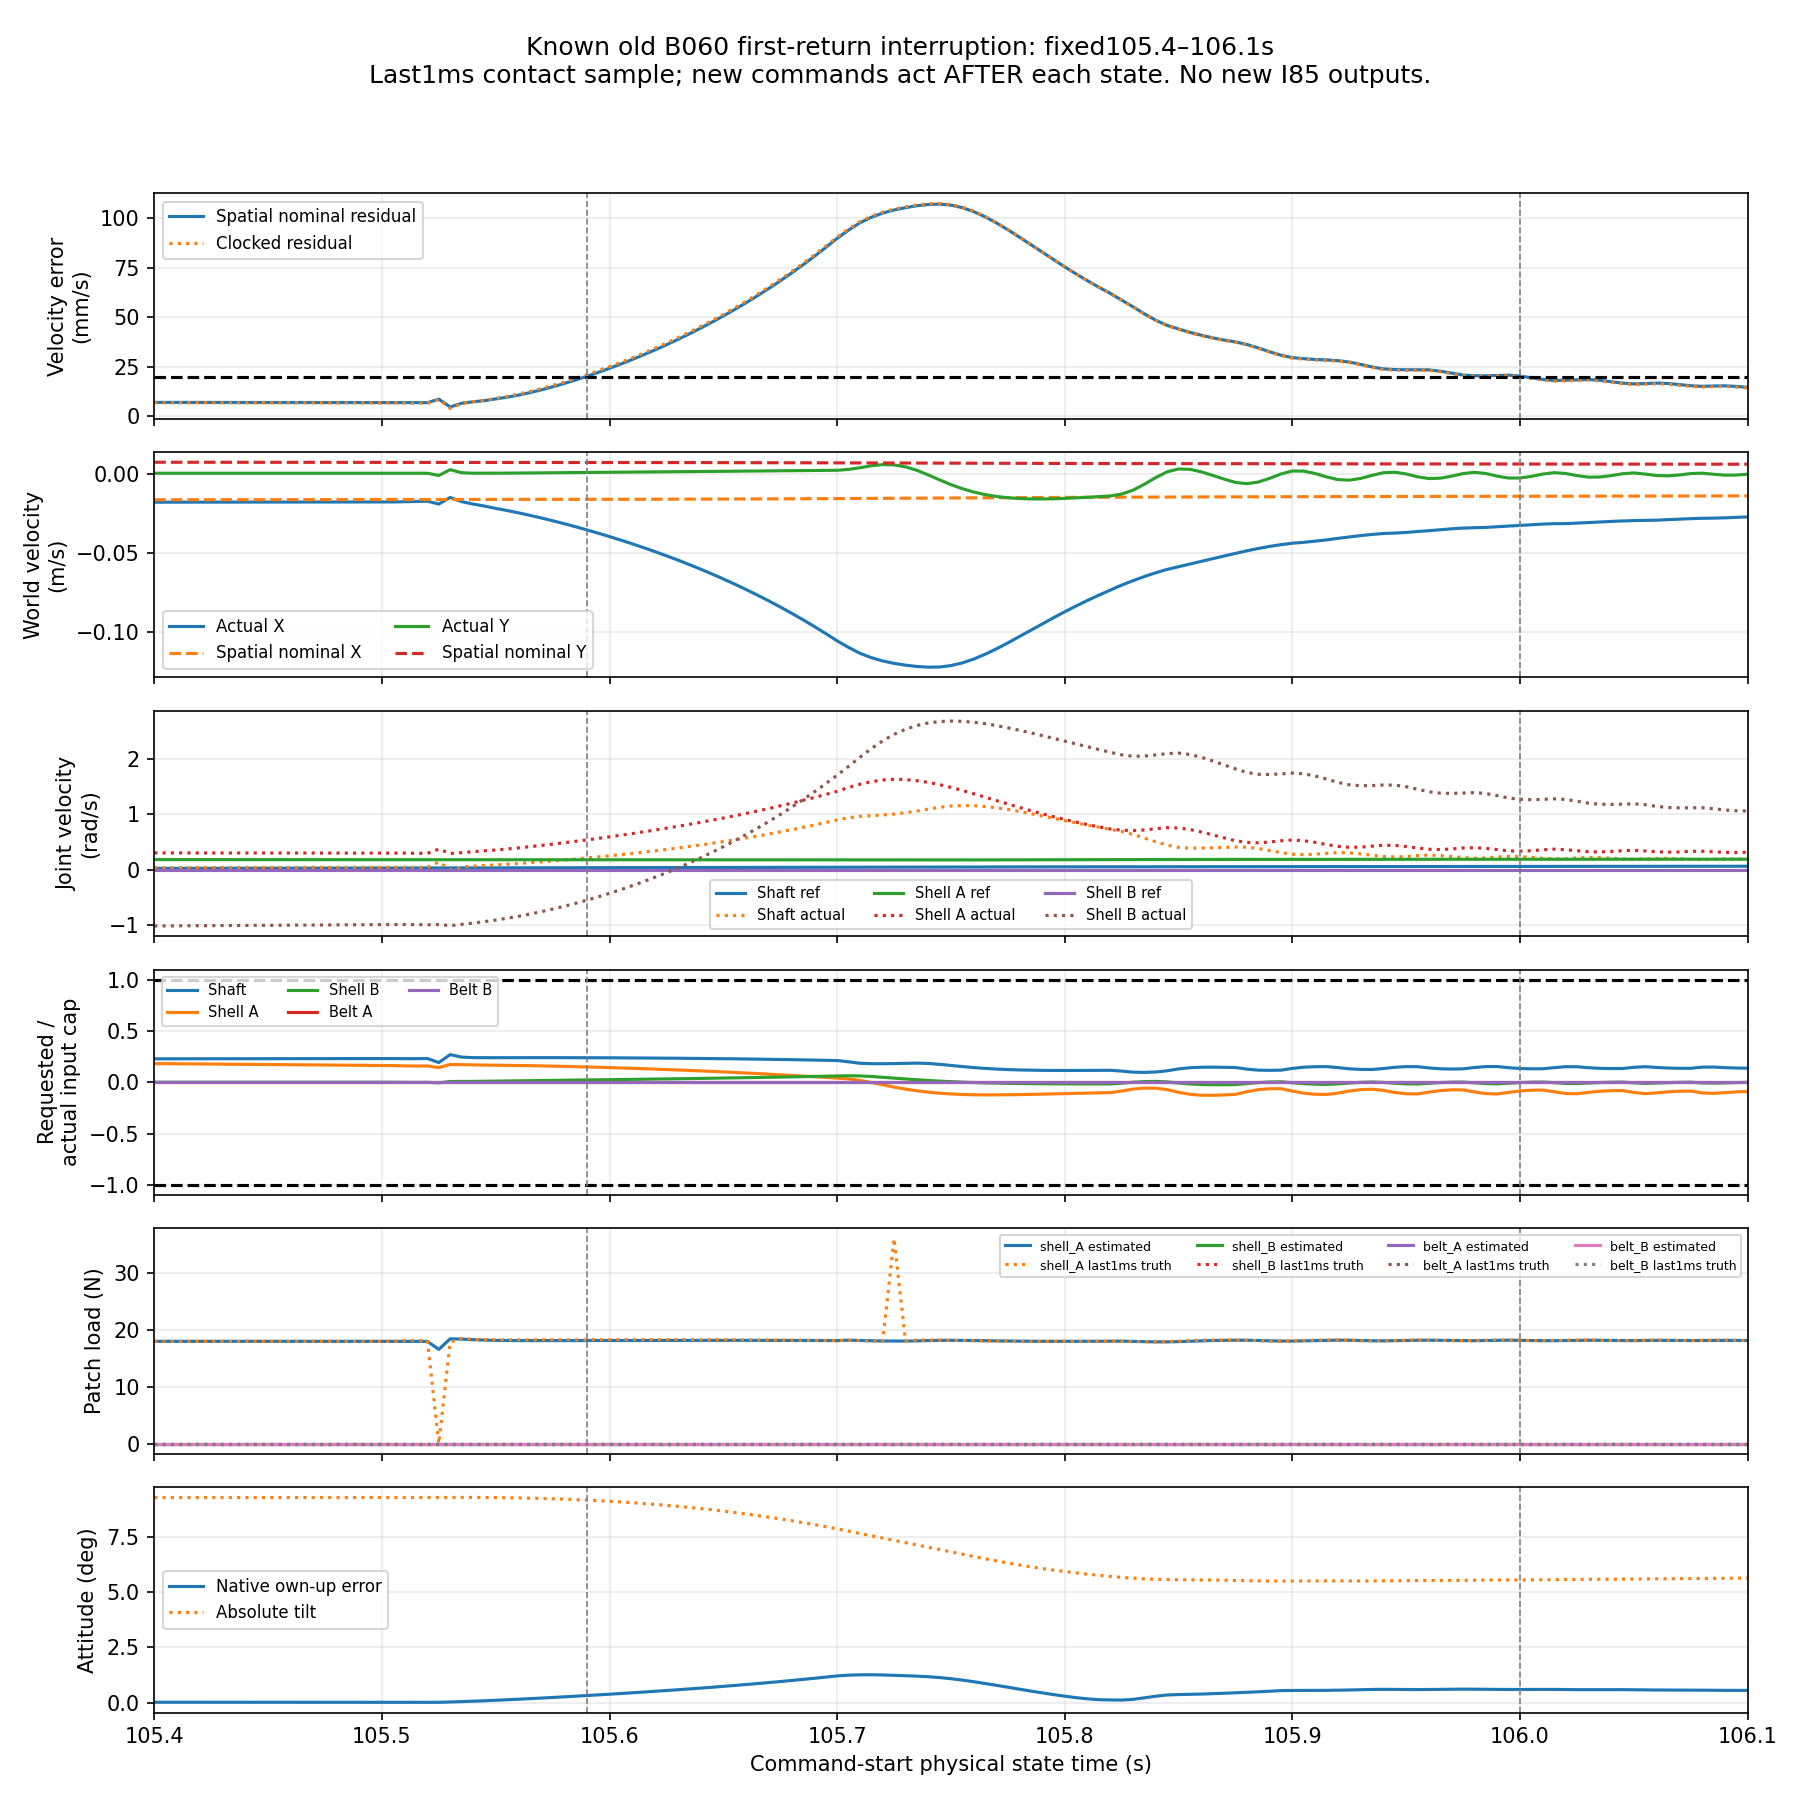 Known old B060 first-return interruption: fixed105.4–106.1s
Last1ms contact sample; new commands act AFTER each state. No new I85 outputs.
Velocity error
(mm/s)
100
75
50
25
0
Spatial nominal residual
Clocked residual
World velocity
(m/s)
0.00
−0.05
−0.10
Actual X
Spatial nominal X
Actual Y
Spatial nominal Y
Joint velocity
(rad/s)
2
1
0
−1
Shaft ref
Shaft actual
Shell A ref
Shell A actual
Shell B ref
Shell B actual
Requested /
actual input cap
1.0
0.5
0.0
−0.5
−1.0
Shaft
Shell A
Shell B
Belt A
Belt B
Patch load (N)
30
20
10
0
shell_A estimated
shell_A last1ms truth
shell_B estimated
shell_B last1ms truth
belt_A estimated
belt_A last1ms truth
belt_B estimated
belt_B last1ms truth
Attitude (deg)
7.5
5.0
2.5
0.0
Native own-up error
Absolute tilt
105.4 105.5 105.6 105.7 105.8 105.9 106.0 106.1
Command-start physical state time (s)